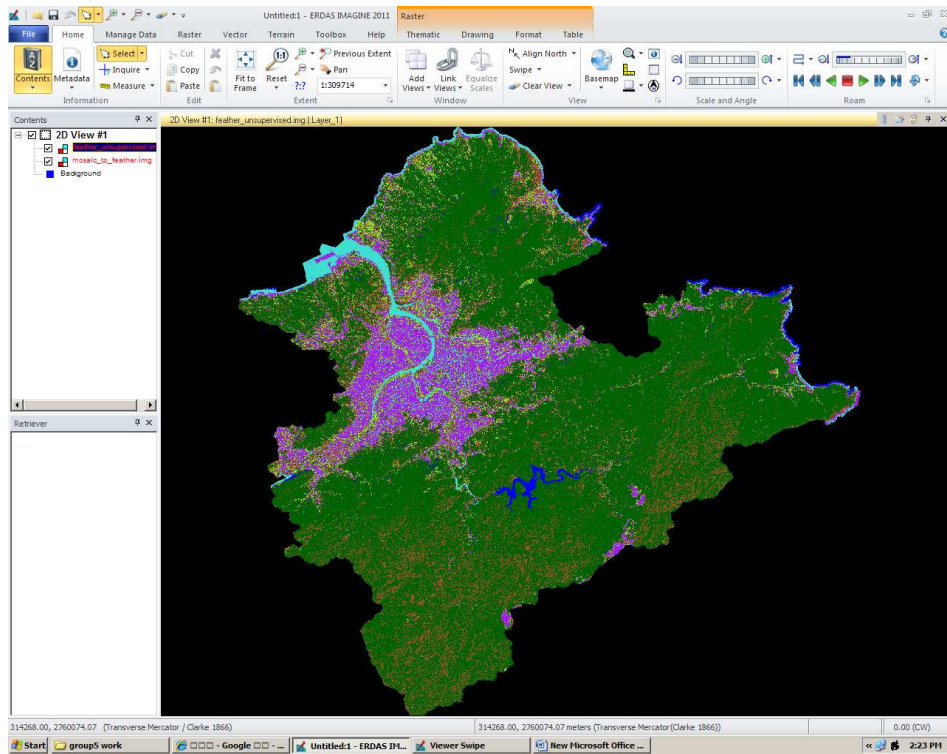 Untitled:1 - ERDAS IMAGINE 2011
Raster
File Home Manage Data Raster Vector Terrain Toolbox Help Thematic Drawing Format Table
Contents
Metadata
Select
Inquire
Measure
Information
Cut
Copy
Paste
Edit
Fit to Frame
1:1
Reset
?:?
Previous Extent
Pan
1:309714
Extent
Add Views
Link Views
Equalize Scales
Window
Align North
Swipe
Clear View
Basemap
View
Scale and Angle
Roam
Contents
2D View #1
feather_unsupervised.im
mosaic_to_feather.img
Background
Retriever
2D View #1: feather_unsupervised.img (:Layer_1)
314268.00, 2760074.07 (Transverse Mercator / Clarke 1866)
314268.00, 2760074.07 meters (Transverse Mercator(Clarke 1866))
0.00 (CW)
Start
group5 work
□□□ - Google □□ - ...
Untitled:1 - ERDAS IM...
Viewer Swipe
New Microsoft Office ...
2:23 PM